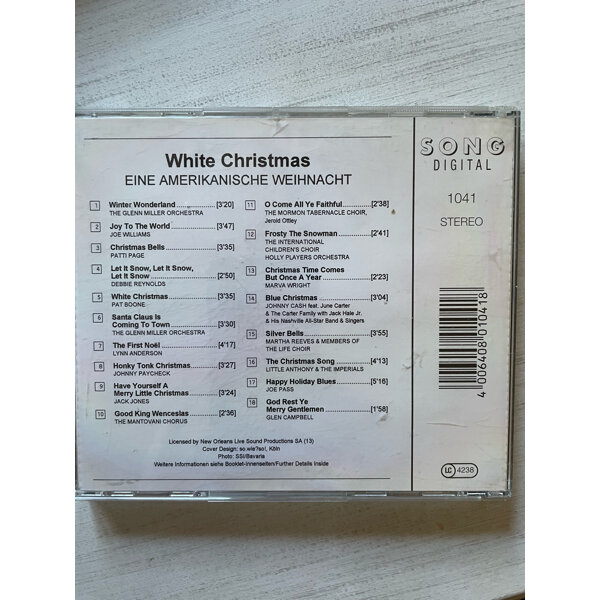 White Christmas
EINE AMERIKANISCHE WEIHNACHT
1 Winter Wonderland [3'20]
THE GLENN MILLER ORCHESTRA
2 Joy To The World [3'47]
JOE WILLIAMS
3 Christmas Bells [3'35]
PATTI PAGE
4 Let It Snow, Let It Snow,
Let It Snow [2'50]
DEBBIE REYNOLDS
5 White Christmas [3'35]
PAT BOONE
6 Santa Claus Is
Coming To Town [3'30]
THE GLENN MILLER ORCHESTRA
7 The First Noël [4'17]
LYNN ANDERSON
8 Honky Tonk Christmas [3'27]
JOHNNY PAYCHECK
9 Have Yourself A
Merry Little Christmas [3'24]
JACK JONES
10 Good King Wenceslas [2'36]
THE MANTOVANI CHORUS
11 O Come All Ye Faithful [2'38]
THE MORMON TABERNACLE CHOIR,
Jerold Ottley
12 Frosty The Snowman [2'41]
THE INTERNATIONAL
CHILDREN'S CHOIR
HOLLY PLAYERS ORCHESTRA
13 Christmas Time Comes
But Once A Year [2'23]
MARVA WRIGHT
14 Blue Christmas [3'04]
JOHNNY CASH feat. June Carter
& The Carter Family with Jack Hale Jr.
& His Nashville All-Star Band & Singers
15 Silver Bells [3'55]
MARTHA REEVES & MEMBERS OF
THE LIFE CHOIR
16 The Christmas Song [4'13]
LITTLE ANTHONY & THE IMPERIALS
17 Happy Holiday Blues [5'16]
JOE PASS
18 God Rest Ye
Merry Gentlemen [1'58]
GLEN CAMPBELL
Licensed by New Orleans Live Sound Productions SA (13)
Cover Design: so.wie?so!, Köln
Photo: SSI/Bavaria
Weitere Informationen siehe Booklet-Innenseiten/Further Details Inside
SONG
DIGITAL
1041
STEREO
4 006408 010418
LC 4238